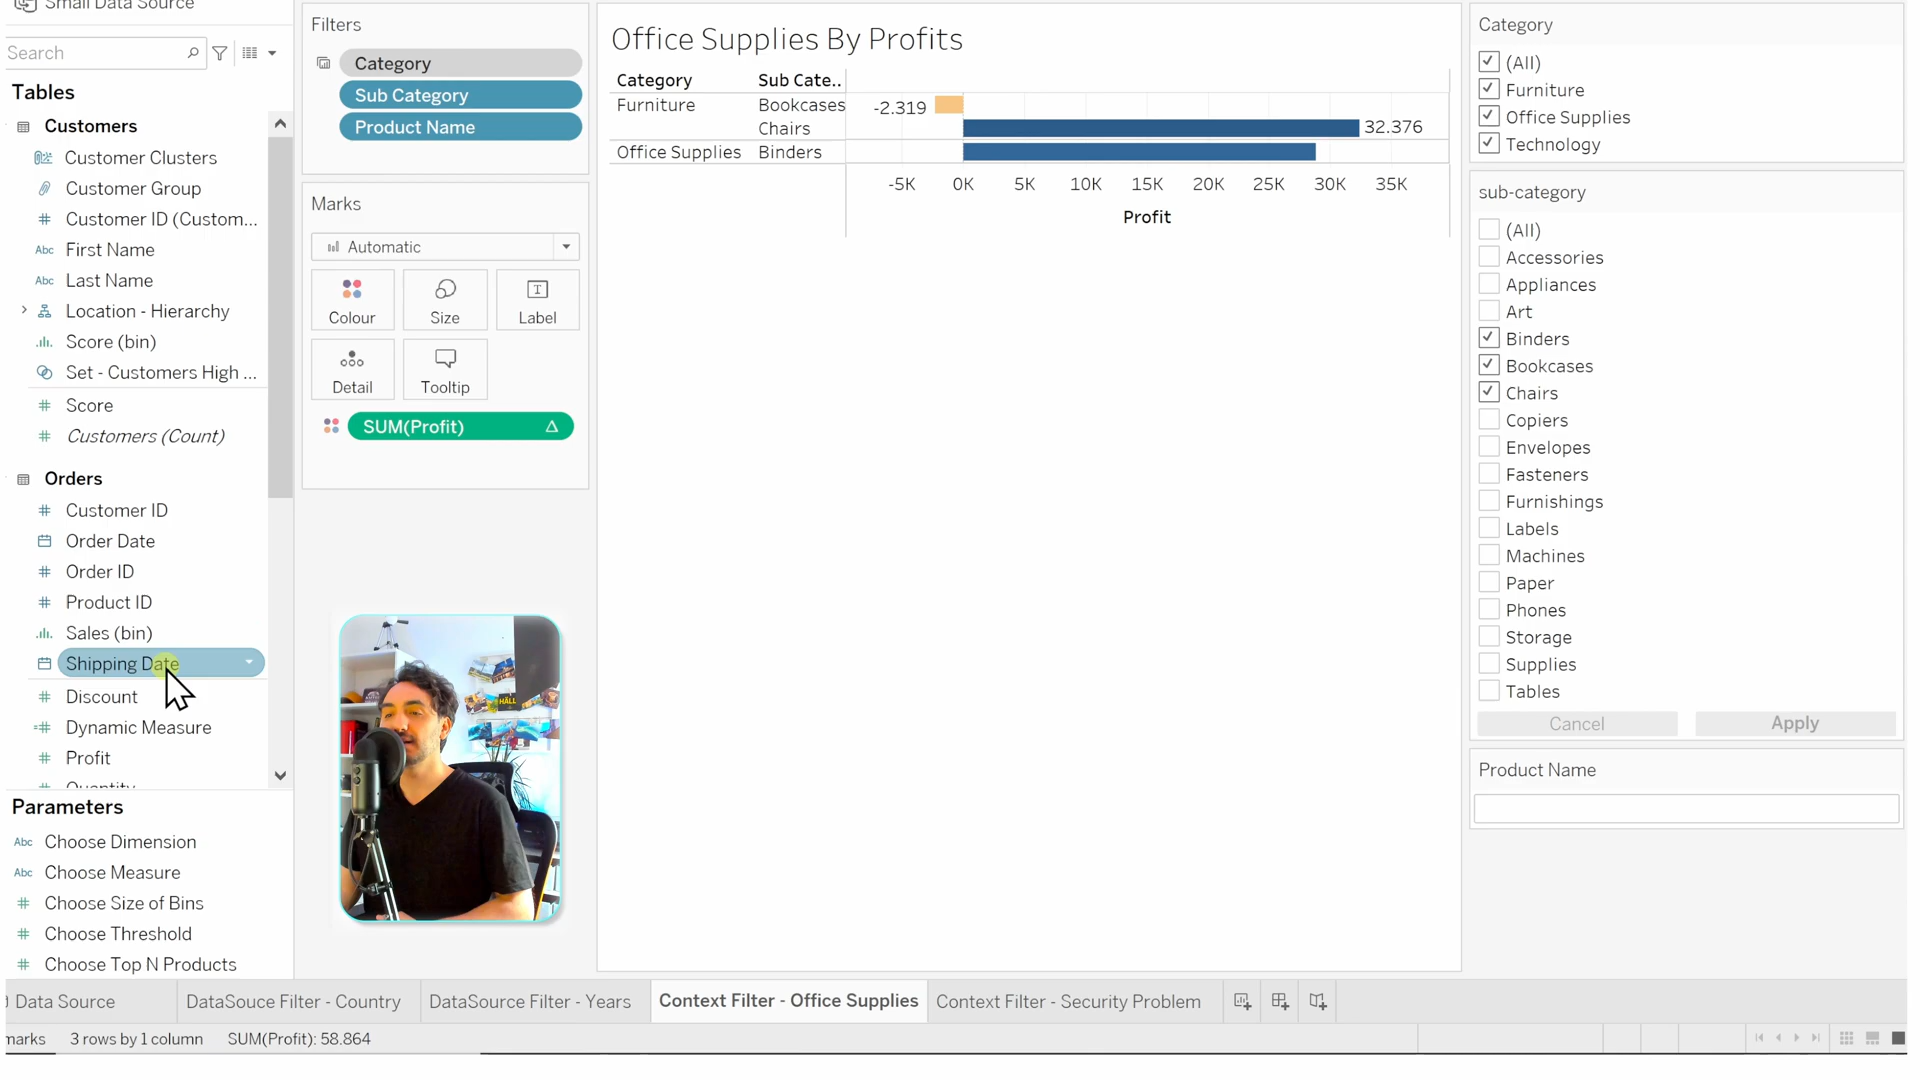 Small Data Source
Search
Tables
Customers
Customer Clusters
Customer Group
Customer ID (Custom...
Abc First Name
Abc Last Name
Location - Hierarchy
Score (bin)
Set - Customers High ...
Score
Customers (Count)
Orders
Customer ID
Order Date
Order ID
Product ID
Sales (bin)
Shipping Date
Discount
Dynamic Measure
Profit
Quantity
Parameters
Abc Choose Dimension
Abc Choose Measure
Choose Size of Bins
Choose Threshold
Choose Top N Products
Filters
Category
Sub Category
Product Name
Marks
Automatic
Colour Size Label
Detail Tooltip
SUM(Profit) Δ
Office Supplies By Profits
Category Sub Cate..
Furniture Bookcases -2.319
Chairs 32.376
Office Supplies Binders
-5K 0K 5K 10K 15K 20K 25K 30K 35K
Profit
Category
(All)
Furniture
Office Supplies
Technology
sub-category
(All)
Accessories
Appliances
Art
Binders
Bookcases
Chairs
Copiers
Envelopes
Fasteners
Furnishings
Labels
Machines
Paper
Phones
Storage
Supplies
Tables
Cancel Apply
Product Name
Data Source DataSouce Filter - Country DataSource Filter - Years Context Filter - Office Supplies Context Filter - Security Problem
marks 3 rows by 1 column SUM(Profit): 58.864